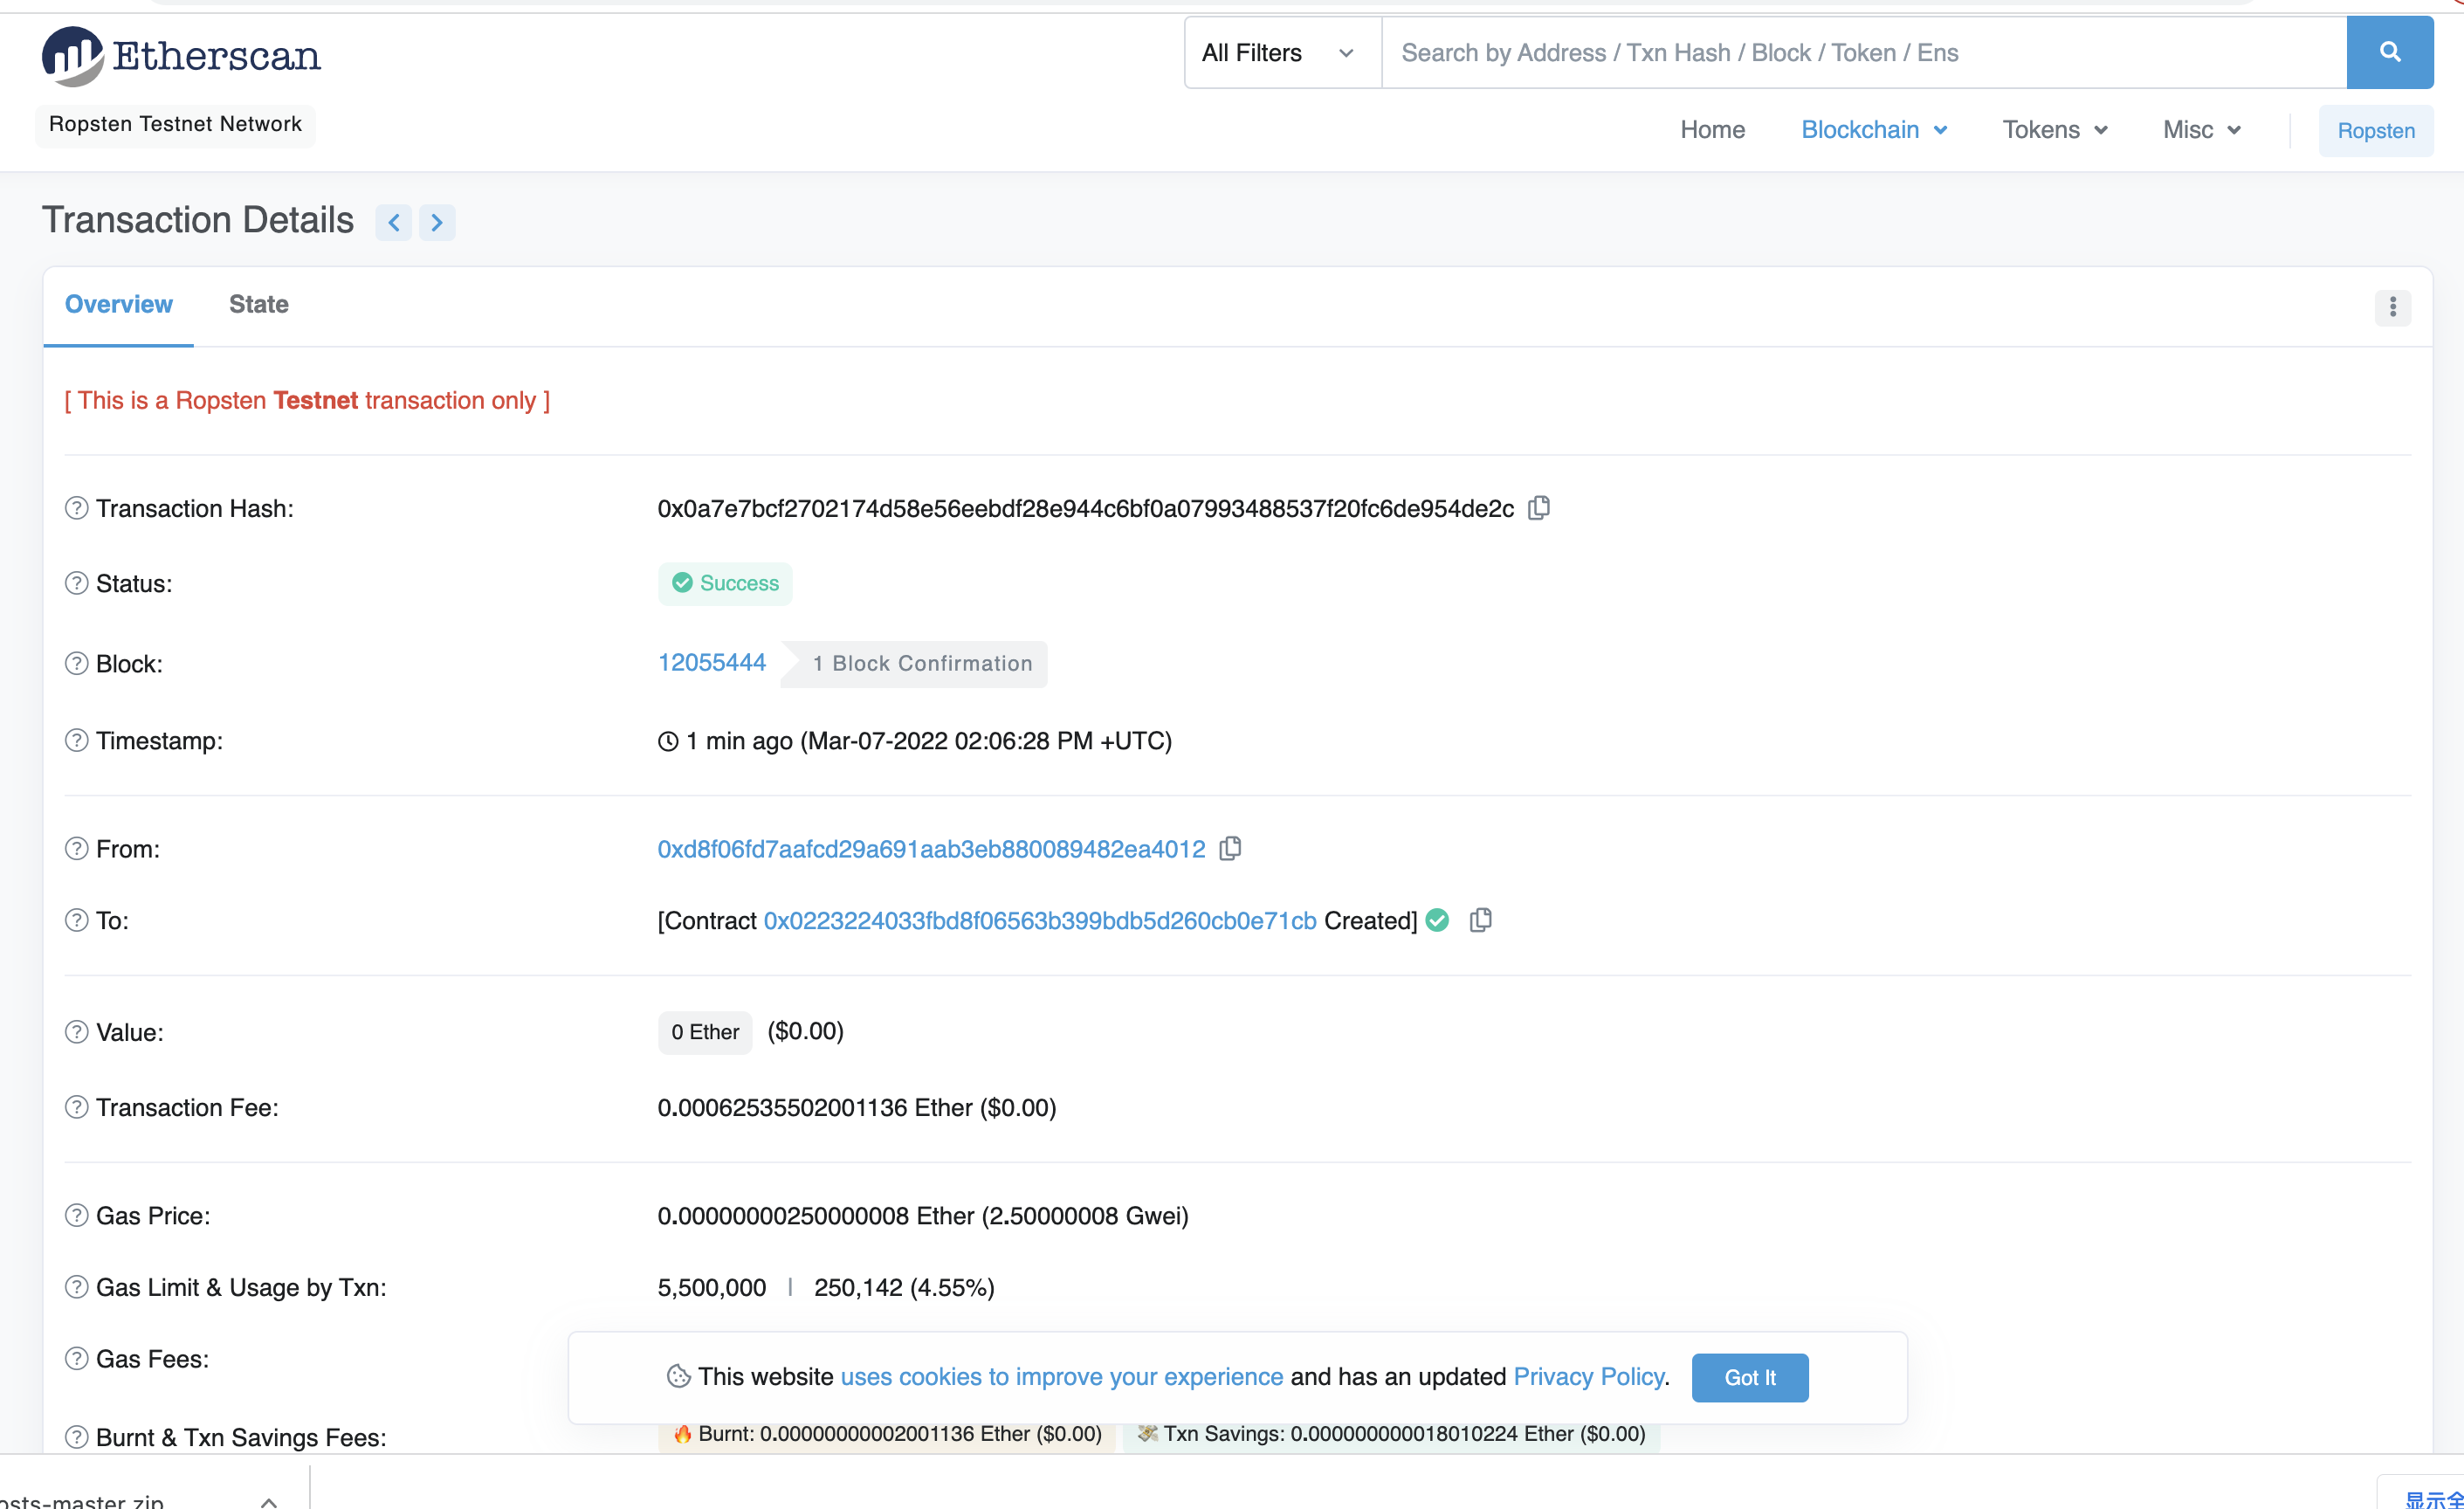 Etherscan
All Filters
Search by Address / Txn Hash / Block / Token / Ens
Ropsten Testnet Network
Home Blockchain Tokens Misc Ropsten
Transaction Details
Overview State
[ This is a Ropsten Testnet transaction only ]
Transaction Hash: 0x0a7e7bcf2702174d58e56eebdf28e944c6bf0a07993488537f20fc6de954de2c
Status: Success
Block: 12055444 1 Block Confirmation
Timestamp: 1 min ago (Mar-07-2022 02:06:28 PM +UTC)
From: 0xd8f06fd7aafcd29a691aab3eb880089482ea4012
To: [Contract 0x0223224033fbd8f06563b399bdb5d260cb0e71cb Created]
Value: 0 Ether ($0.00)
Transaction Fee: 0.00062535502001136 Ether ($0.00)
Gas Price: 0.00000000250000008 Ether (2.50000008 Gwei)
Gas Limit & Usage by Txn: 5,500,000 | 250,142 (4.55%)
Gas Fees:
This website uses cookies to improve your experience and has an updated Privacy Policy. Got It
Burnt & Txn Savings Fees: Burnt: 0.00000000002001136 Ether ($0.00) Txn Savings: 0.000000000018010224 Ether ($0.00)
osts-master.zip
显示全